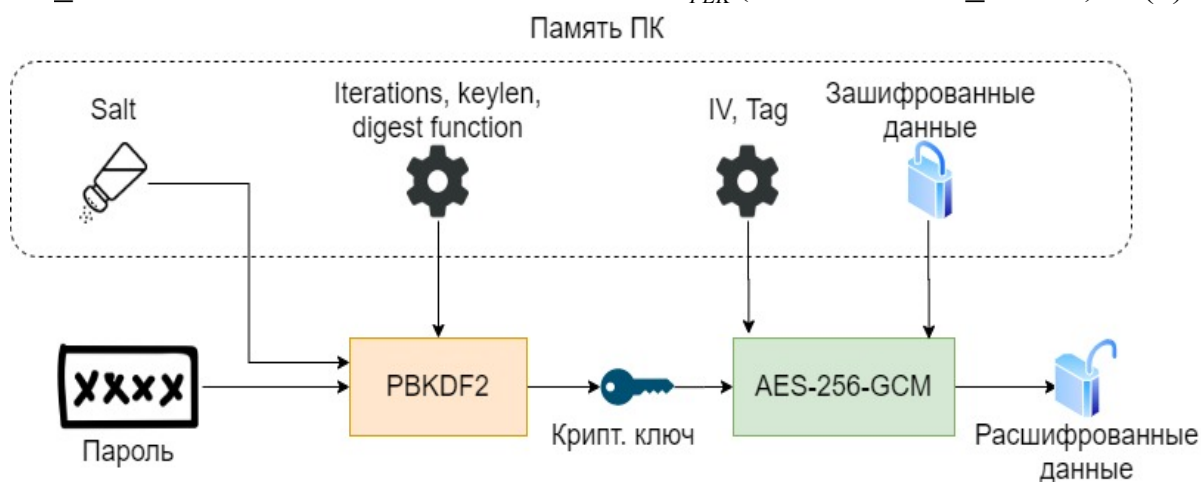 Память ПК
Salt
Iterations, keylen,
digest function
IV, Tag
Зашифрованные
данные
XXXX
PBKDF2
AES-256-GCM
Пароль
Крипт. ключ
Расшифрованные
данные